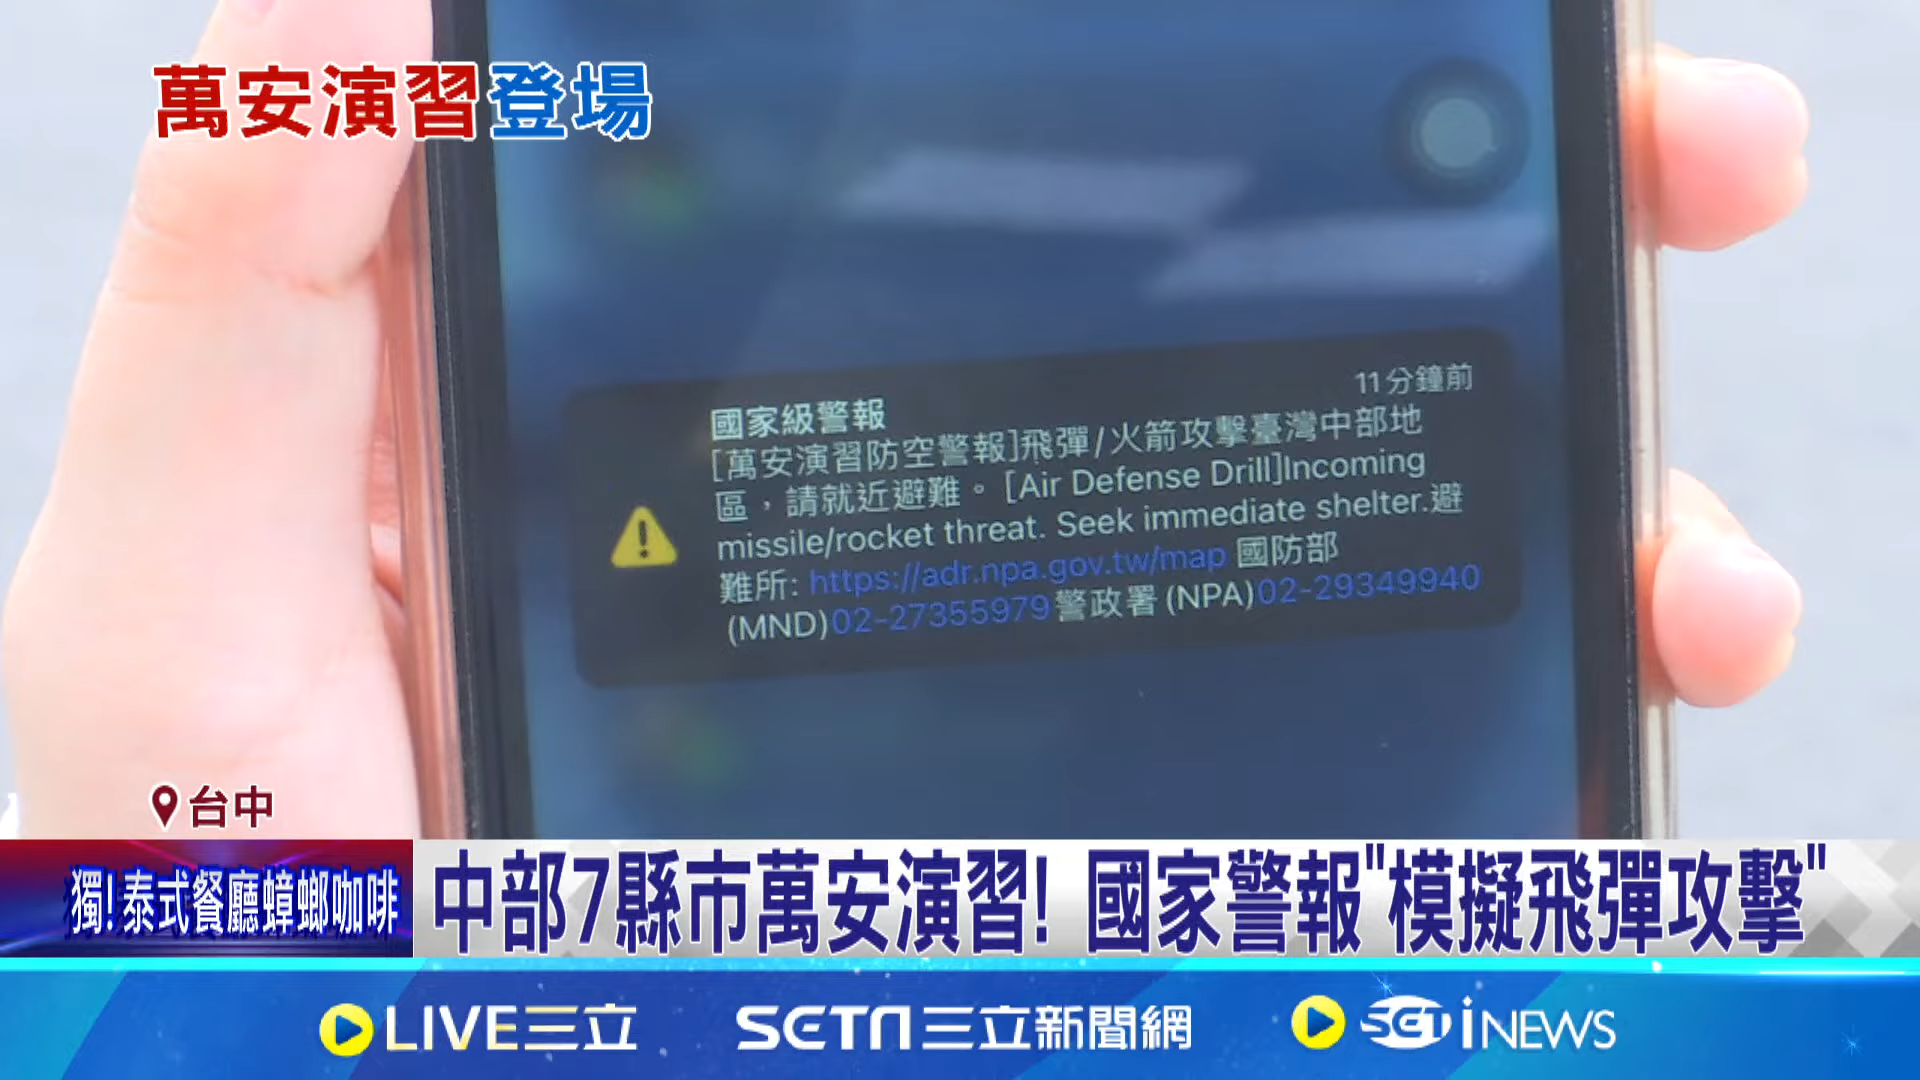 萬安演習登場
11分鐘前
國家級警報
[萬安演習防空警報]飛彈/火箭攻擊臺灣中部地
區，請就近避難。[Air Defense Drill]Incoming
missile/rocket threat. Seek immediate shelter.避
難所: https://adr.npa.gov.tw/map 國防部
(MND)02-27355979警政署(NPA)02-29349940
台中
獨!泰式餐廳蟑螂咖啡
中部7縣市萬安演習! 國家警報"模擬飛彈攻擊"
LIVE三立
SETN三立新聞網
SET iNEWS